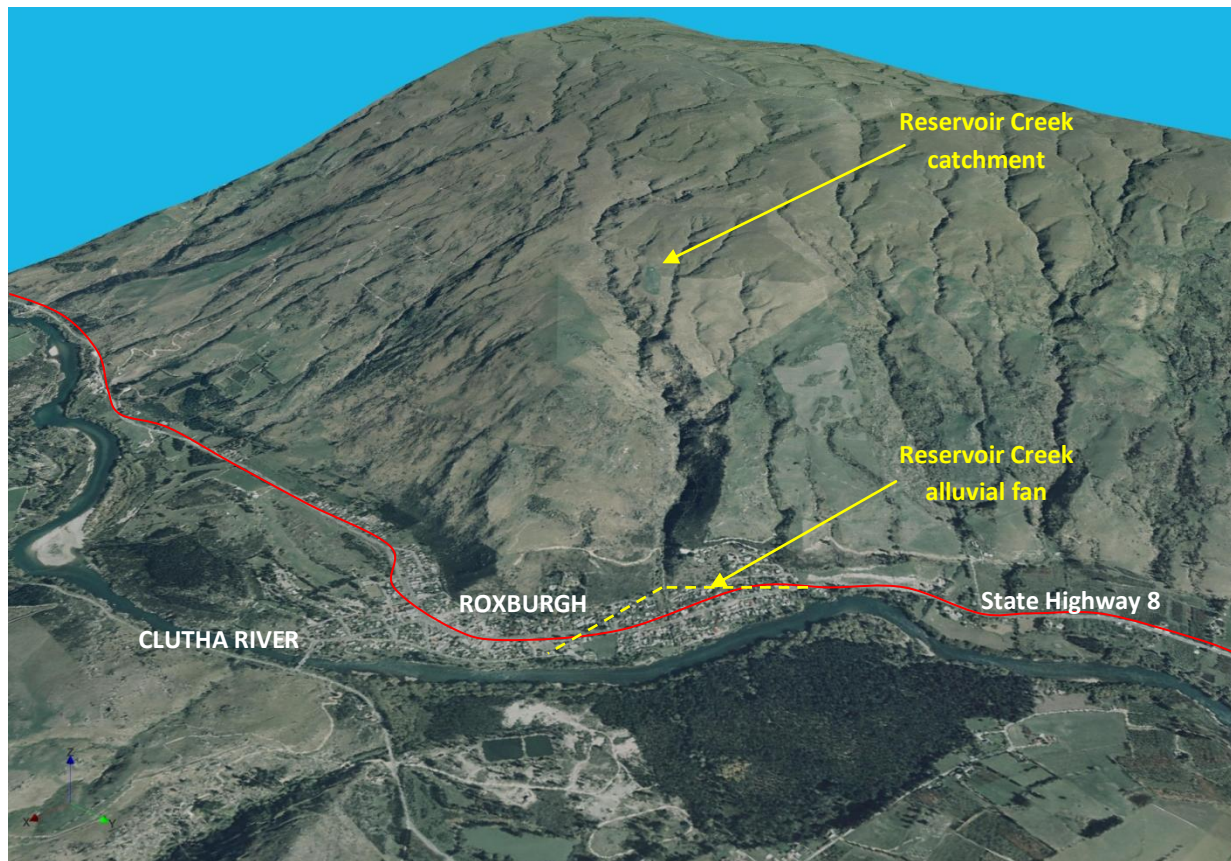 Reservoir Creek
catchment
Reservoir Creek
alluvial fan
ROXBURGH
State Highway 8
CLUTHA RIVER
Z
X
Y